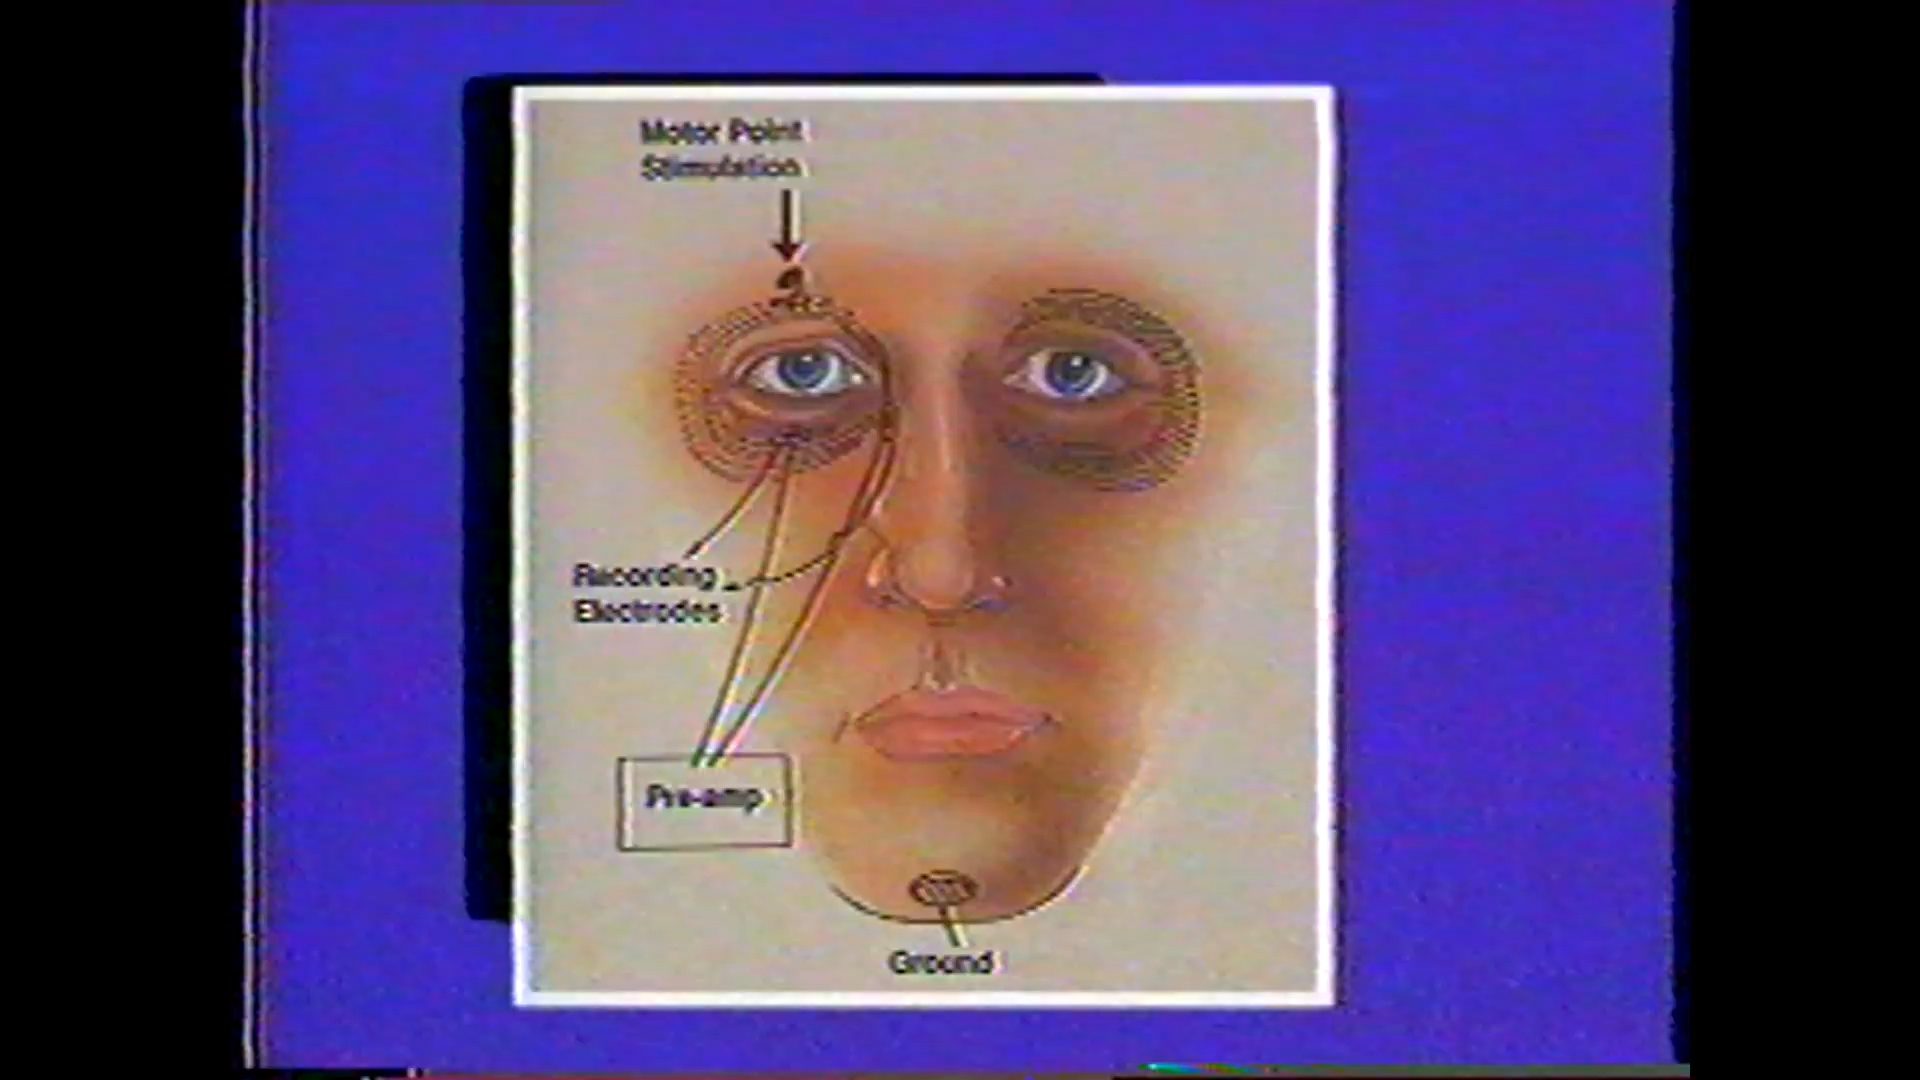 Motor Point
Stimulation
Recording
Electrodes
Pre-amp
Ground